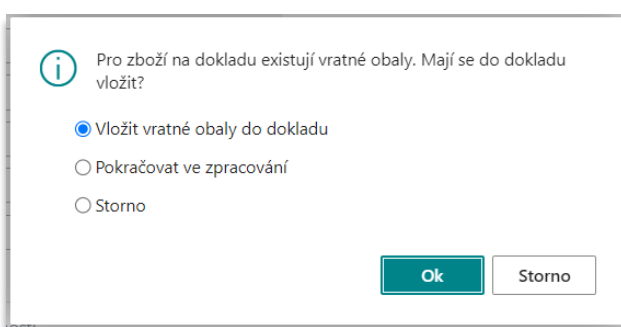 Pro zboží na dokladu existují vratné obaly. Mají se do dokladu
vložit?
Vložit vratné obaly do dokladu
Pokračovat ve zpracování
Storno
Ok
Storno